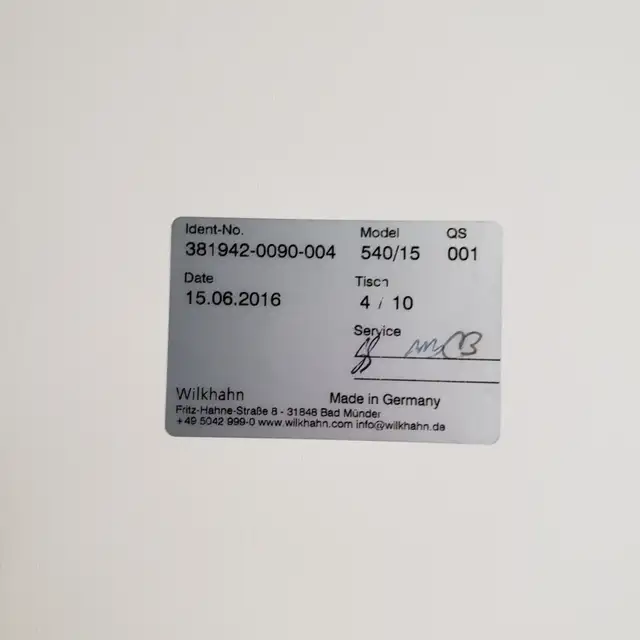 Ident-No. Model QS
381942-0090-004 540/15 001
Date Tisch
15.06.2016 4 / 10
Service
Wilkhahn Made in Germany
Fritz-Hahne-Straße 8 - 31848 Bad Münder
+49 5042 999-0 www.wilkhahn.com info@wilkhahn.de